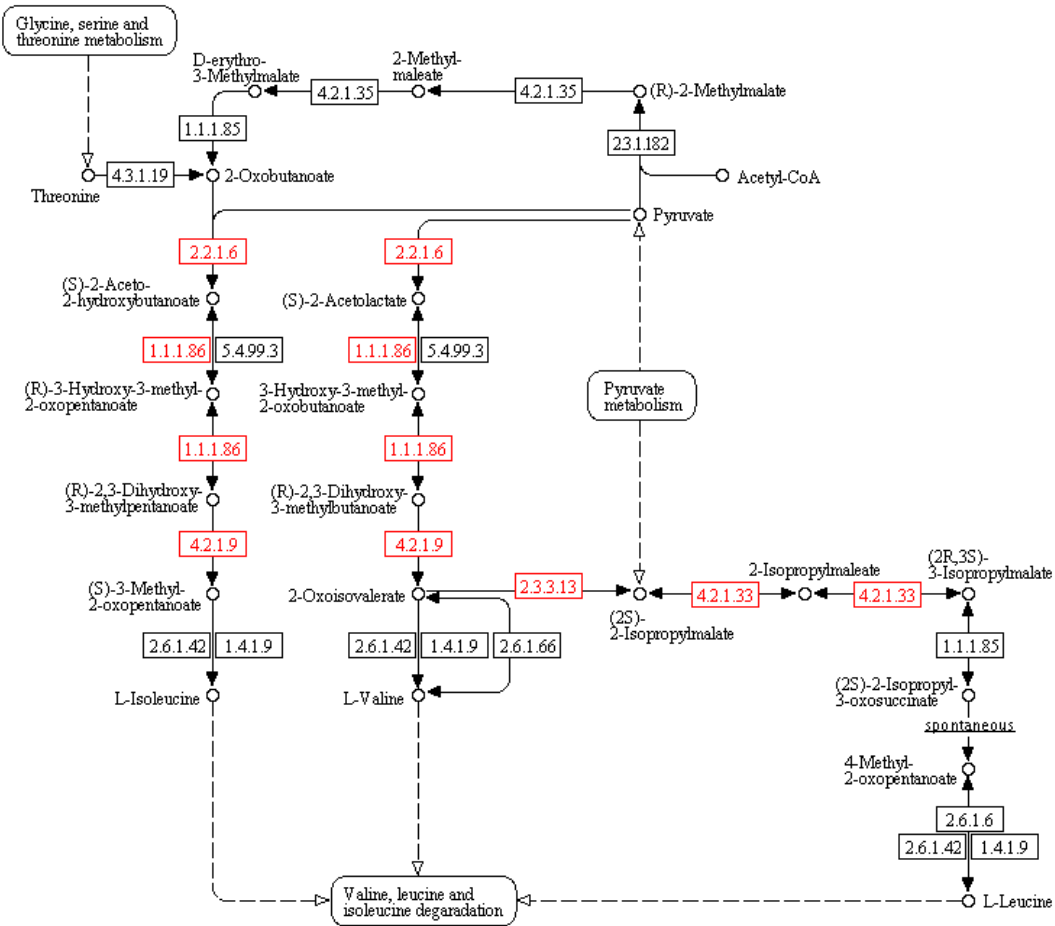 Glycine, serine and
threonine metabolism
D-erythro-
3-Methylmalate
2-Methyl-
maleate
4.2.1.35
4.2.1.35
(R)-2-Methylmalate
1.1.1.85
2.3.1.182
4.3.1.19
2-Oxobutanoate
Acetyl-CoA
Threonine
Pyruvate
2.2.1.6
2.2.1.6
(S)-2-Aceto-
2-hydroxybutanoate
(S)-2-Acetolactate
1.1.1.86
5.4.99.3
1.1.1.86
5.4.99.3
(R)-3-Hydroxy-3-methyl-
2-oxopentanoate
3-Hydroxy-3-methyl-
2-oxobutanoate
Pyruvate
metabolism
1.1.1.86
1.1.1.86
(R)-2,3-Dihydroxy-
3-methylpentanoate
(R)-2,3-Dihydroxy-
3-methylbutanoate
4.2.1.9
4.2.1.9
(S)-3-Methyl-
2-oxopentanoate
2-Oxoisovalerate
2.3.3.13
(2S)-
2-Isopropylmalate
4.2.1.33
2-Isopropylmaleate
4.2.1.33
(2R,3S)-
3-Isopropylmalate
2.6.1.42
1.4.1.9
2.6.1.42
1.4.1.9
2.6.1.66
1.1.1.85
L-Isoleucine
L-Valine
(2S)-2-Isopropyl-
3-oxosuccinate
spontaneous
4-Methyl-
2-oxopentanoate
2.6.1.6
2.6.1.42
1.4.1.9
Valine, leucine and
isoleucine degaradation
L-Leucine